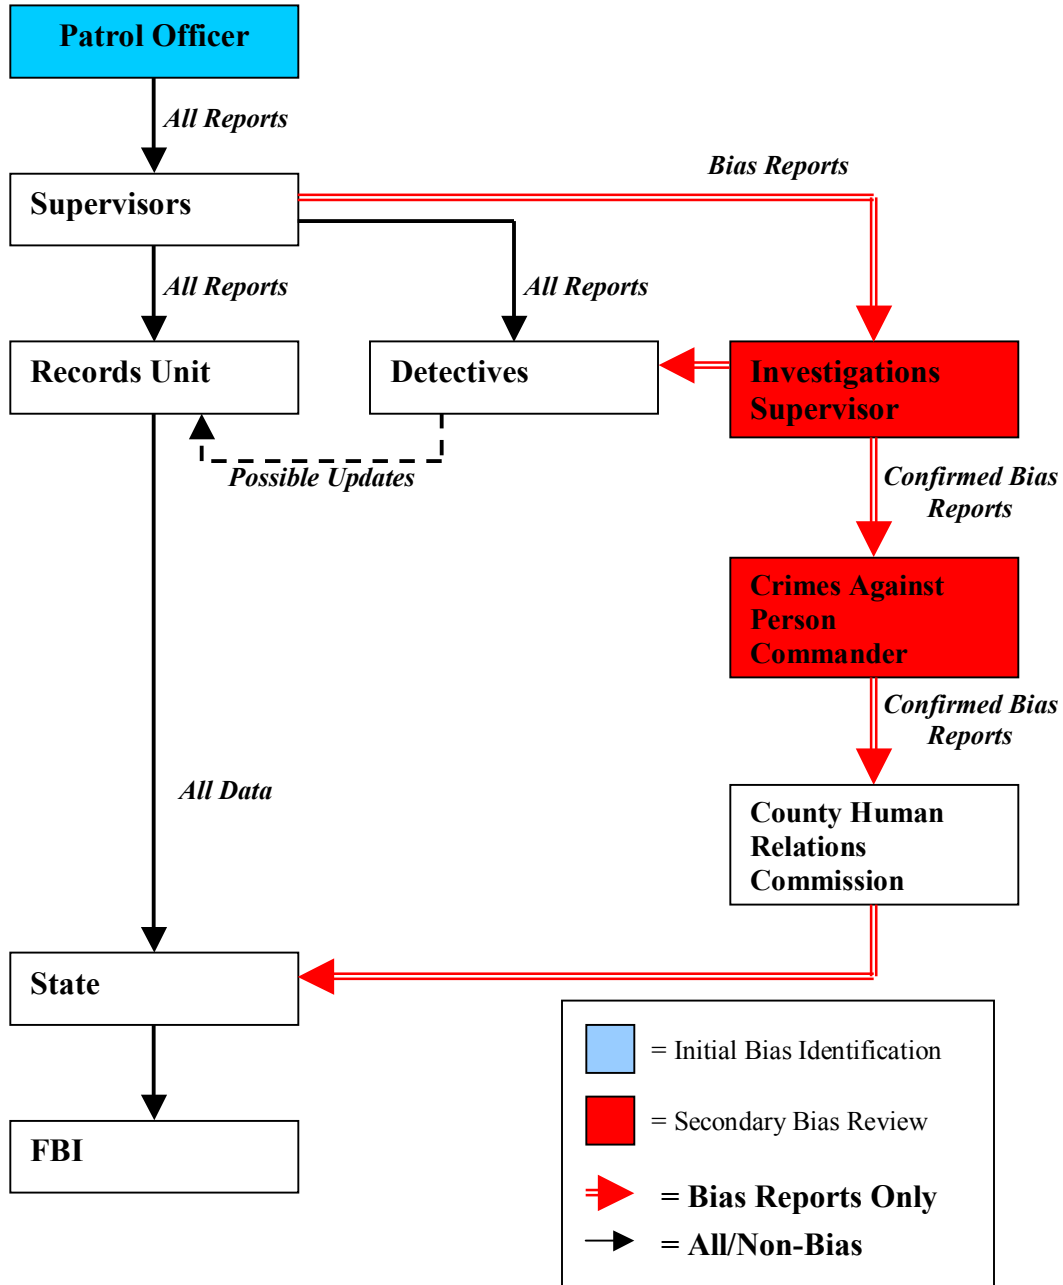 Patrol Officer
All Reports
Bias Reports
Supervisors
All Reports
All Reports
Records Unit
Detectives
Investigations
Supervisor
Possible Updates
Confirmed Bias
Reports
Crimes Against
Person
Commander
Confirmed Bias
Reports
All Data
County Human
Relations
Commission
State
FBI
= Initial Bias Identification
= Secondary Bias Review
= Bias Reports Only
= All/Non-Bias